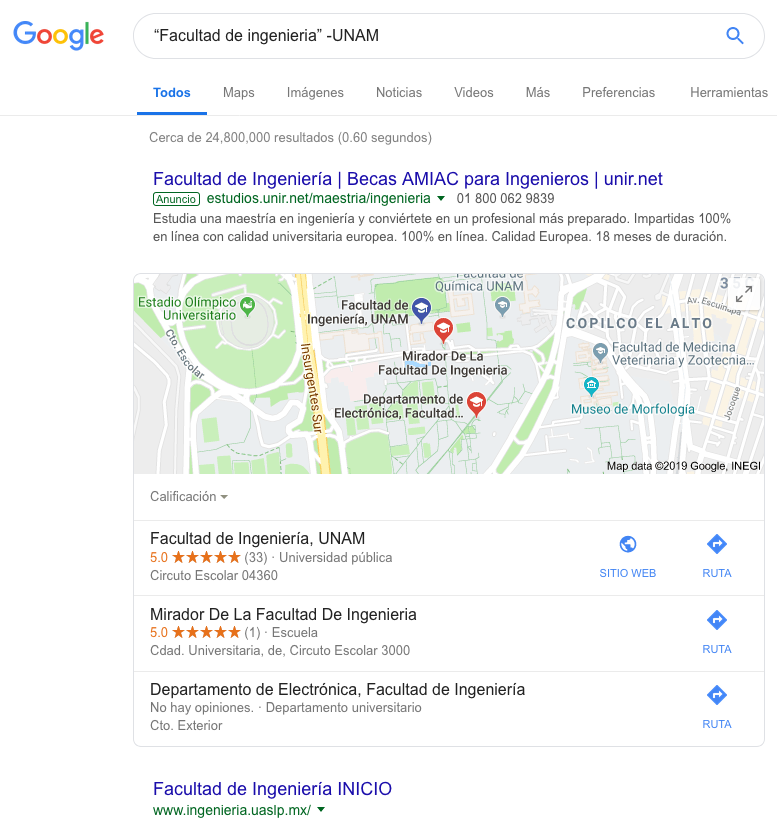 Google
“Facultad de ingenieria” -UNAM
Todos Maps Imágenes Noticias Videos Más Preferencias Herramientas
Cerca de 24,800,000 resultados (0.60 segundos)
Facultad de Ingeniería | Becas AMIAC para Ingenieros | unir.net
Anuncio estudios.unir.net/maestria/ingenieria 01 800 062 9839
Estudia una maestría en ingeniería y conviértete en un profesional más preparado. Impartidas 100%
en línea con calidad universitaria europea. 100% en línea. Calidad Europea. 18 meses de duración.
Facultad de
Química UNAM
Estadio Olímpico
Universitario
Facultad de
Ingeniería, UNAM
Av. Escuinapa
COPILCO EL ALTO
Cto. Escolar
Insurgentes Sur
Mirador De La
Facultad De Ingenieria
Facultad de Medicina
Veterinaria y Zootecnia...
Departamento de
Electrónica, Facultad...
Museo de Morfología
Jocoque
Map data ©2019 Google, INEGI
Calificación
Facultad de Ingeniería, UNAM
5.0 ★★★★★ (33) · Universidad pública
Circuto Escolar 04360
SITIO WEB
RUTA
Mirador De La Facultad De Ingenieria
5.0 ★★★★★ (1) · Escuela
Cdad. Universitaria, de, Circuto Escolar 3000
RUTA
Departamento de Electrónica, Facultad de Ingeniería
No hay opiniones. · Departamento universitario
Cto. Exterior
RUTA
Facultad de Ingeniería INICIO
www.ingenieria.uaslp.mx/